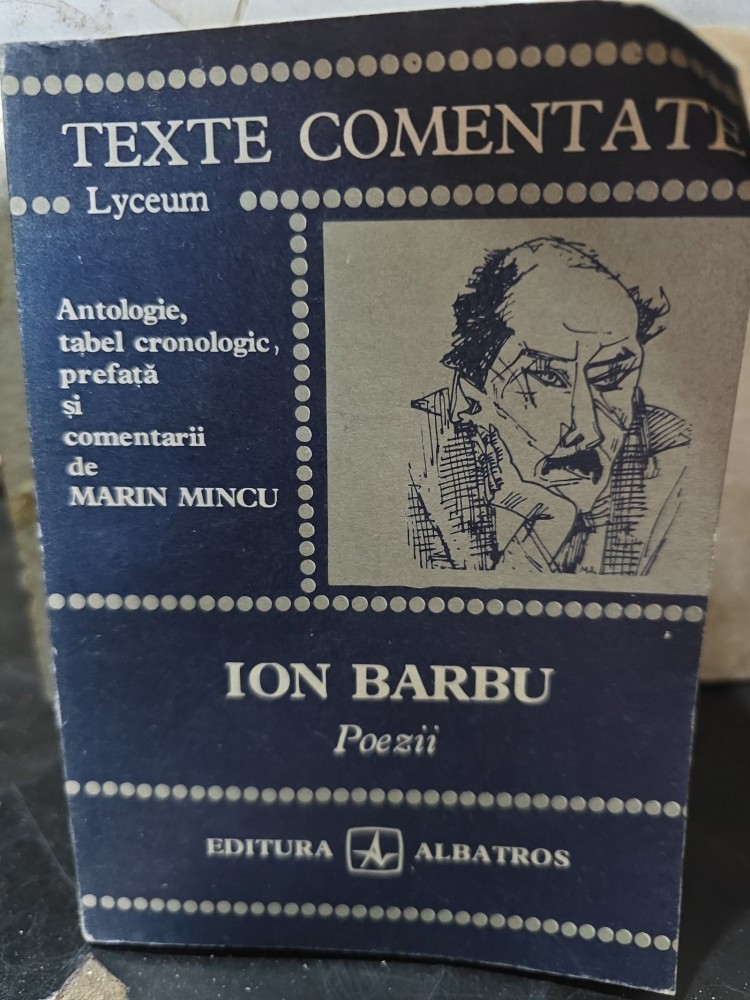 TEXTE COMENTATE
Lyceum
Antologie,
tabel cronologic,
prefață
și
comentarii
de
MARIN MINCU
ION BARBU
Poezii
EDITURA ALBATROS